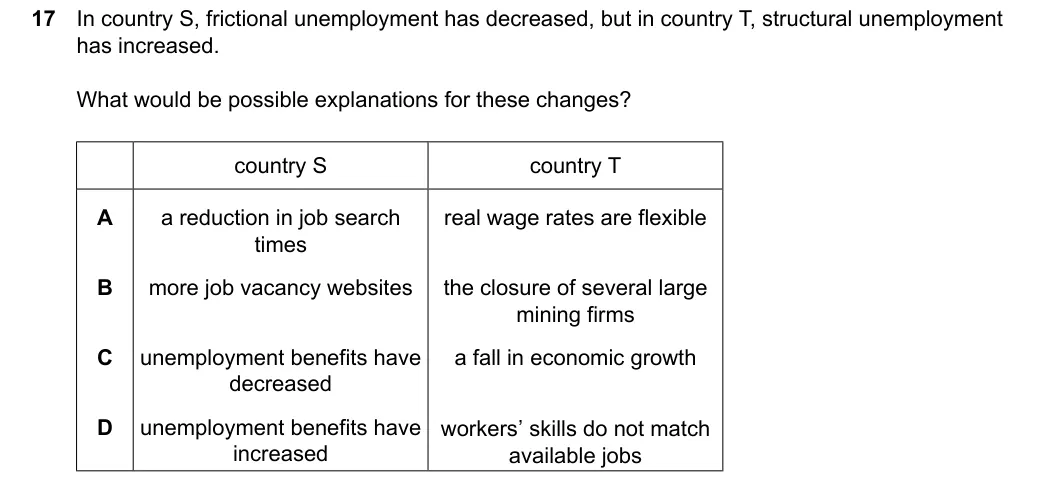 17 In country S, frictional unemployment has decreased, but in country T, structural unemployment
has increased.
What would be possible explanations for these changes?
country S country T
A a reduction in job search times real wage rates are flexible
B more job vacancy websites the closure of several large mining firms
C unemployment benefits have decreased a fall in economic growth
D unemployment benefits have increased workers’ skills do not match available jobs